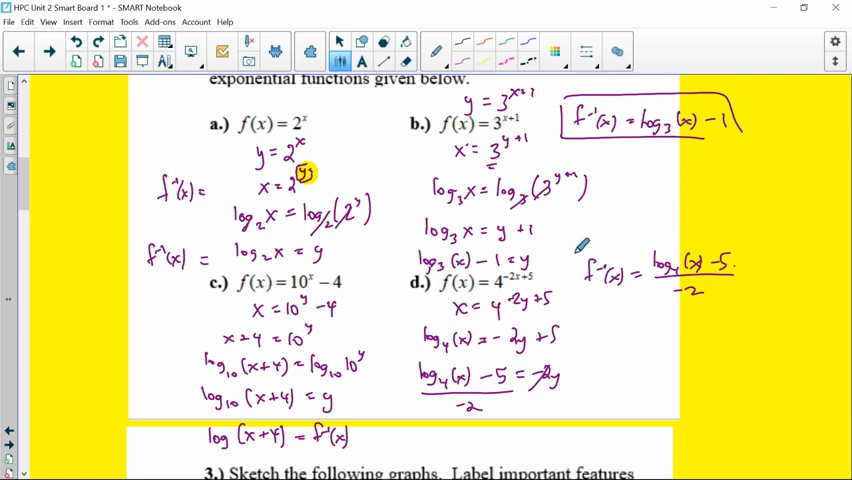 HPC Unit 2 Smart Board 1 * - SMART Notebook
File Edit View Insert Format Tools Add-ons Account Help
exponential functions given below.
a.) f(x) = 2^x
y = 2^x
x = 2^y
f^-1(x) =
log_2 x = log_2 (2^y)
f^-1(x) = log_2 x = y
b.) f(x) = 3^(x+1)
y = 3^(x+1)
x = 3^(y+1)
log_3 x = log_3 (3^(y+1))
log_3 x = y + 1
log_3 (x) - 1 = y
f^-1(x) = log_3 (x) - 1
c.) f(x) = 10^x - 4
x = 10^y - 4
x + 4 = 10^y
log_10 (x+4) = log_10 10^y
log_10 (x+4) = y
log (x+4) = f^-1(x)
d.) f(x) = 4^(-2x+5)
x = 4^(-2y+5)
log_4 (x) = -2y + 5
log_4 (x) - 5 = -2y
-2
f^-1(x) = log_4 (x) - 5
-2
3.) Sketch the following graphs. Label important features